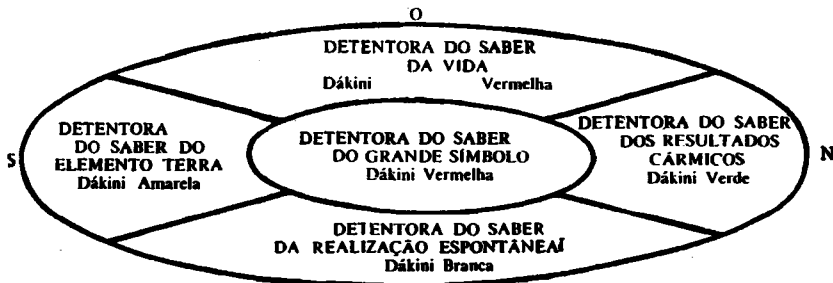 O
DETENTORA DO SABER
DA VIDA
Dákini Vermelha
DETENTORA
DO SABER DO
ELEMENTO TERRA
Dákini Amarela
S
DETENTORA DO SABER
DO GRANDE SÍMBOLO
Dákini Vermelha
DETENTORA DO SABER
DOS RESULTADOS
CÁRMICOS
Dákini Verde
N
DETENTORA DO SABER
DA REALIZAÇÃO ESPONTÂNEAÍ
Dákini Branca